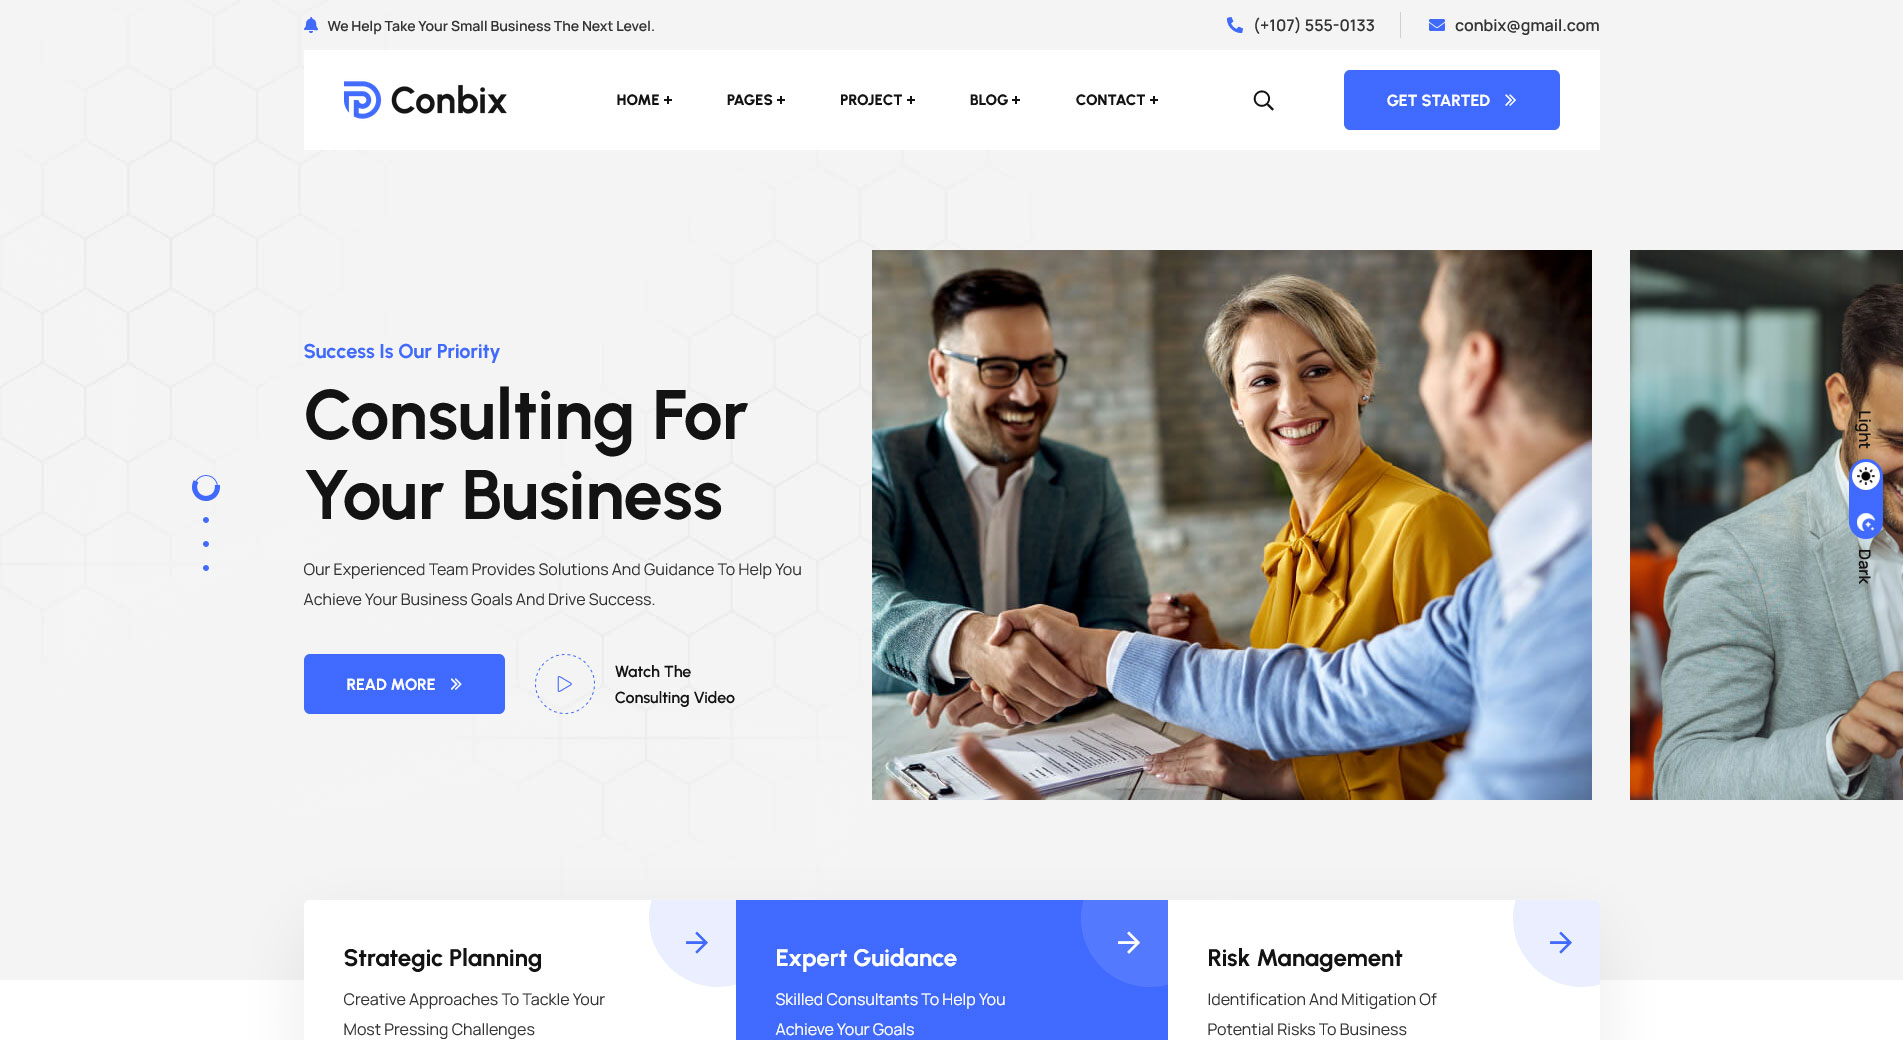 We Help Take Your Small Business The Next Level.
(+107) 555-0133
conbix@gmail.com
Conbix
HOME +
PAGES +
PROJECT +
BLOG +
CONTACT +
GET STARTED
Success Is Our Priority
Consulting For
Your Business
Our Experienced Team Provides Solutions And Guidance To Help You
Achieve Your Business Goals And Drive Success.
READ MORE
Watch The
Consulting Video
Light
Dark
Strategic Planning
Creative Approaches To Tackle Your
Most Pressing Challenges
Expert Guidance
Skilled Consultants To Help You
Achieve Your Goals
Risk Management
Identification And Mitigation Of
Potential Risks To Business